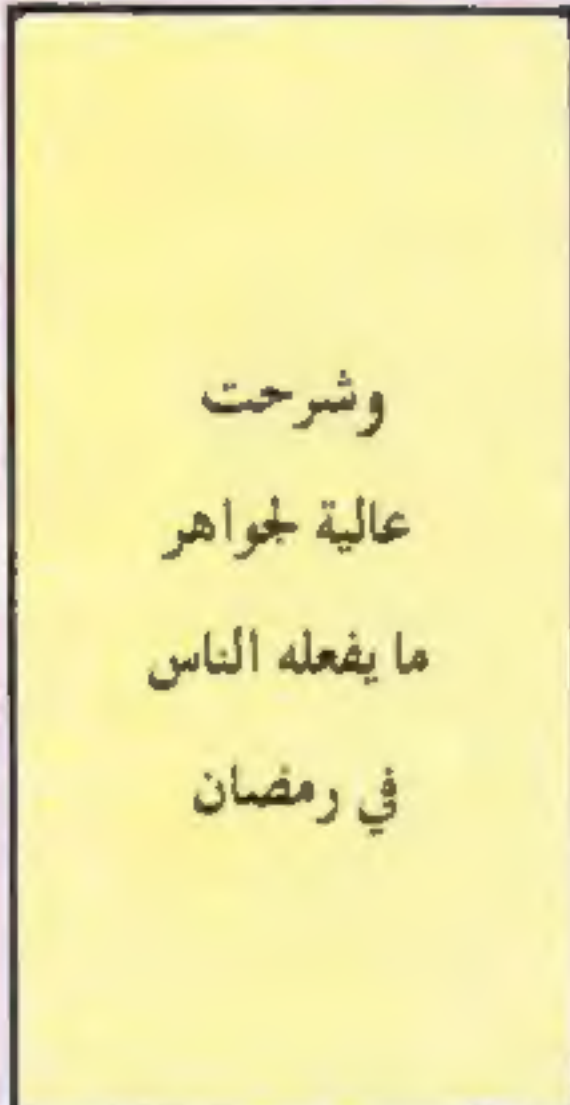 وشرحت
عالية لجواهر
ما يفعله الناس
في رمضان